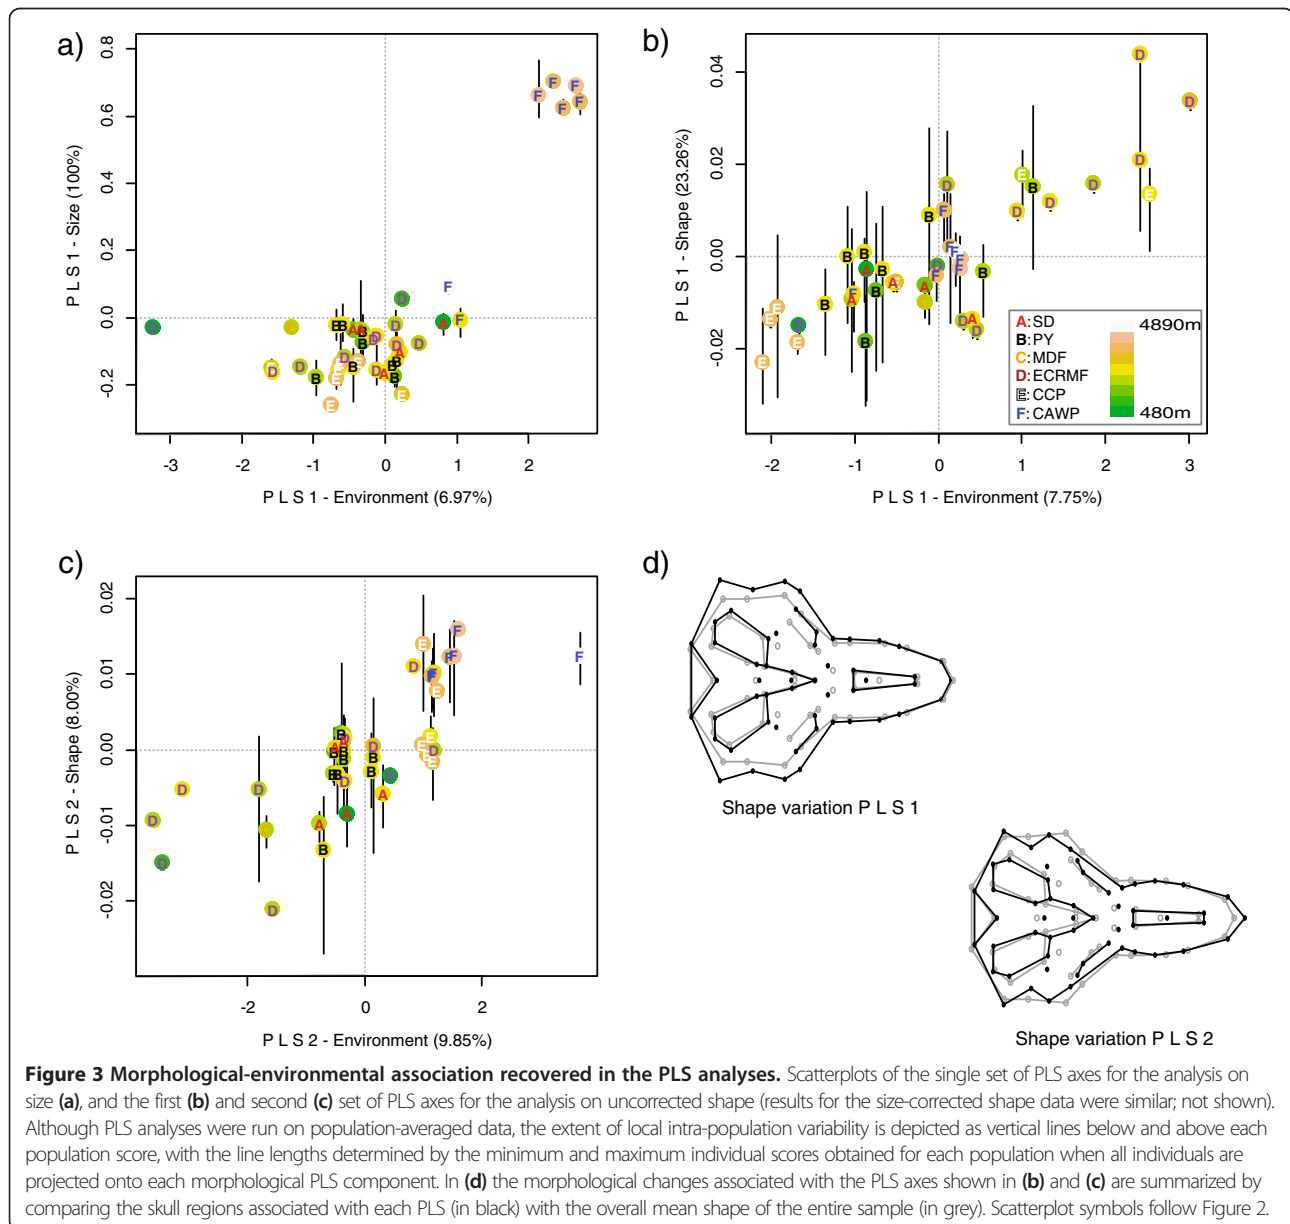 a)
0.8
0.6
0.4
0.2
0.0
-0.2
P L S 1 - Size (100%)
-3
-2
-1
0
1
2
P L S 1 - Environment (6.97%)
b)
0.04
0.02
0.00
-0.02
P L S 1 - Shape (23.26%)
-2
-1
0
1
2
3
P L S 1 - Environment (7.75%)
A: SD
B: PY
C: MDF
D: ECRMF
E: CCP
F: CAWP
4890m
480m
c)
0.02
0.01
0.00
-0.01
-0.02
P L S 2 - Shape (8.00%)
-2
0
2
P L S 2 - Environment (9.85%)
d)
Shape variation P L S 1
Shape variation P L S 2
Figure 3 Morphological-environmental association recovered in the PLS analyses. Scatterplots of the single set of PLS axes for the analysis on
size (a), and the first (b) and second (c) set of PLS axes for the analysis on uncorrected shape (results for the size-corrected shape data were similar; not shown).
Although PLS analyses were run on population-averaged data, the extent of local intra-population variability is depicted as vertical lines below and above each
population score, with the line lengths determined by the minimum and maximum individual scores obtained for each population when all individuals are
projected onto each morphological PLS component. In (d) the morphological changes associated with the PLS axes shown in (b) and (c) are summarized by
comparing the skull regions associated with each PLS (in black) with the overall mean shape of the entire sample (in grey). Scatterplot symbols follow Figure 2.